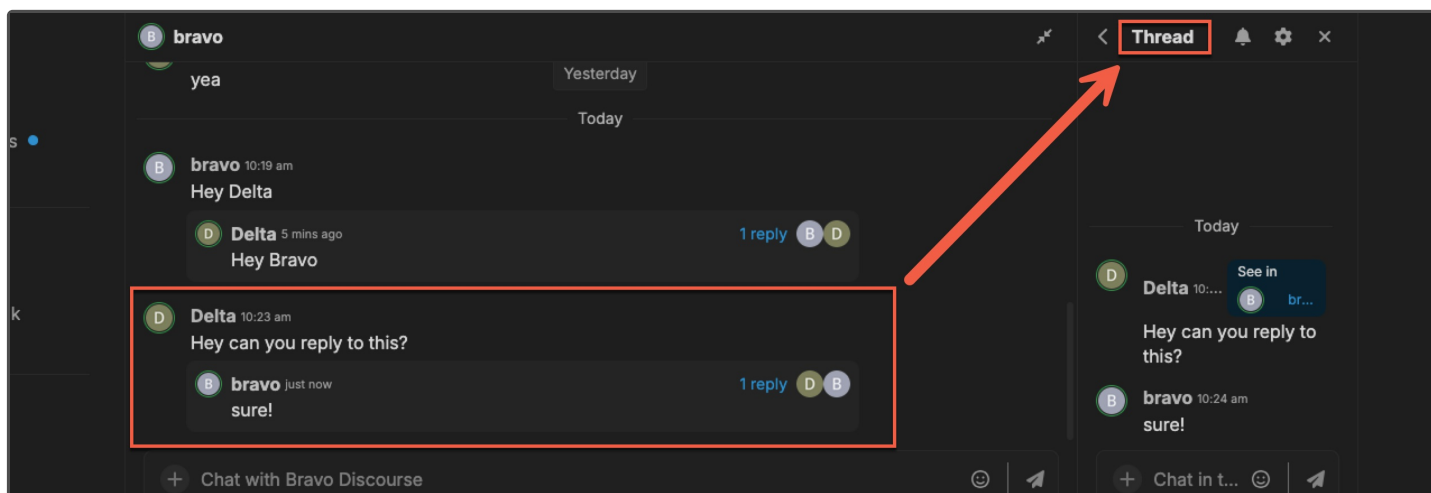 B bravo
yea
Yesterday
Today
s
B bravo 10:19 am
Hey Delta
D Delta 5 mins ago 1 reply B D
Hey Bravo
k
D Delta 10:23 am
Hey can you reply to this?
B bravo just now 1 reply D B
sure!
Chat with Bravo Discourse
Thread
Today
D Delta 10:...
See in
B br...
Hey can you reply to
this?
B bravo 10:24 am
sure!
Chat in t...